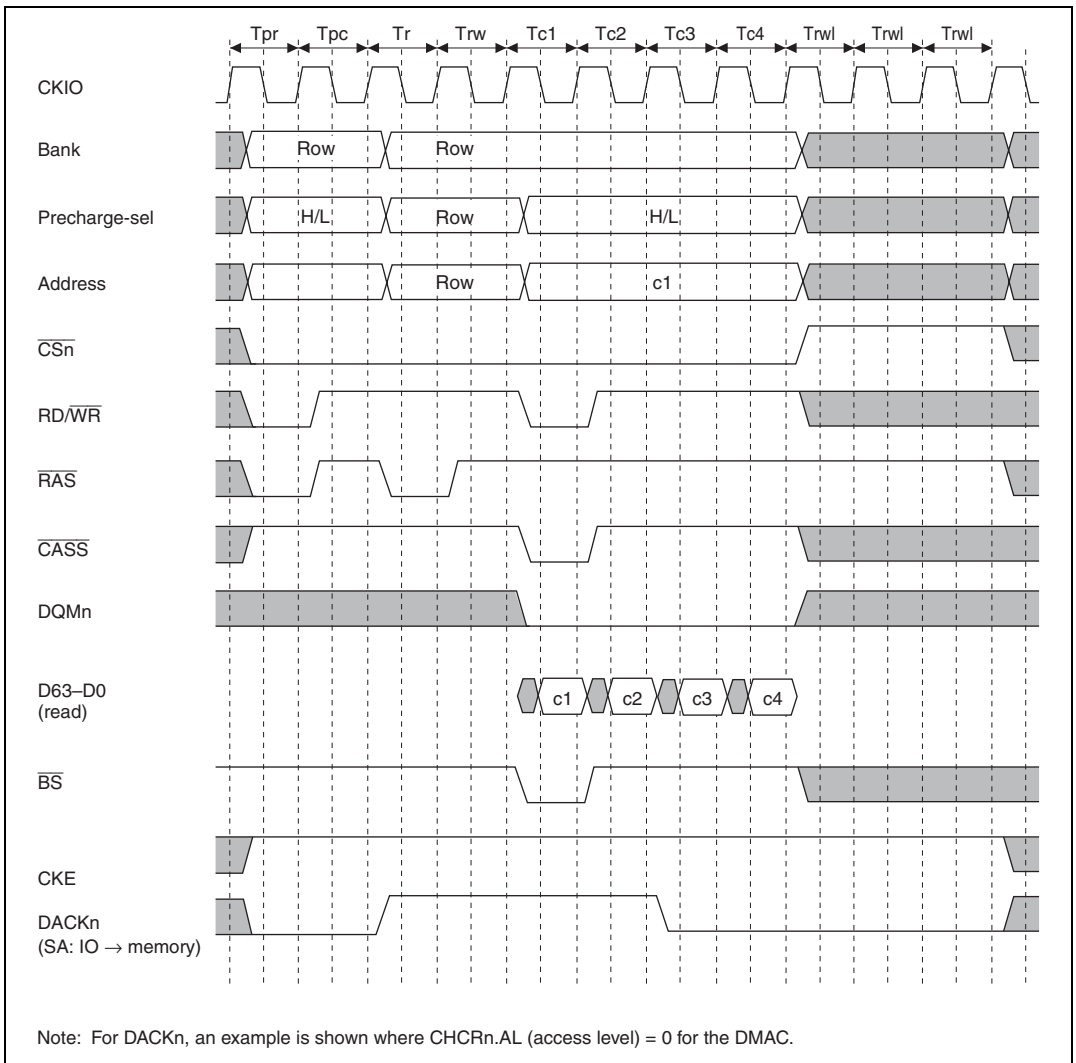 Tpr Tpc Tr Trw Tc1 Tc2 Tc3 Tc4 Trwl Trwl Trwl
CKIO
Bank Row Row
Precharge-sel H/L Row H/L
Address Row c1
CSn
RD/WR
RAS
CASS
DQMn
D63–D0
(read)
c1 c2 c3 c4
BS
CKE
DACKn
(SA: IO → memory)
Note: For DACKn, an example is shown where CHCRn.AL (access level) = 0 for the DMAC.